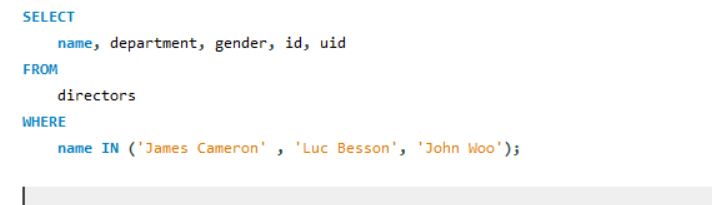 SELECT
name, department, gender, id, uid
FROM
directors
WHERE
name IN ('James Cameron' , 'Luc Besson', 'John Woo');